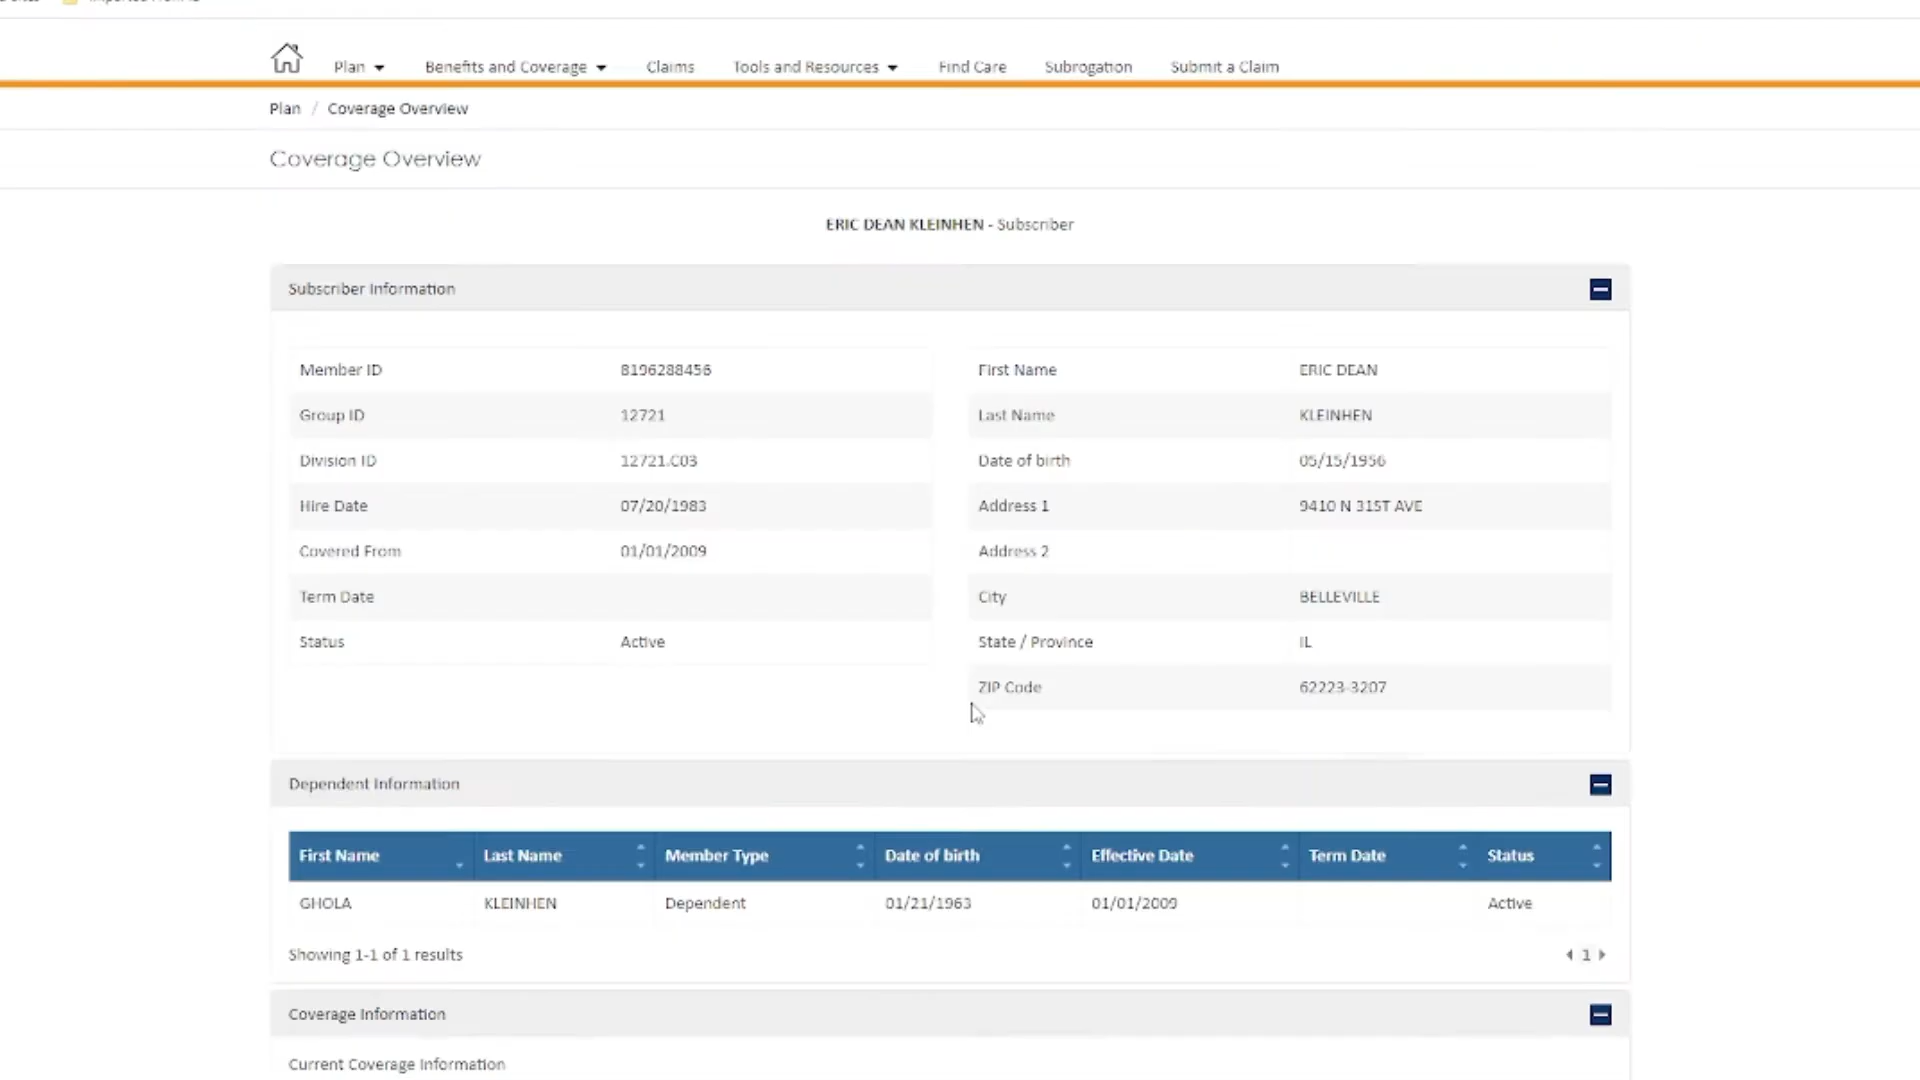 Plan Benefits and Coverage Claims Tools and Resources Find Care Subrogation Submit a Claim
Plan / Coverage Overview
Coverage Overview
ERIC DEAN KLEINHEN - Subscriber
Subscriber Information
Member ID 8196288456
Group ID 12721
Division ID 12721.C03
Hire Date 07/20/1983
Covered From 01/01/2009
Term Date
Status Active
First Name ERIC DEAN
Last Name KLEINHEN
Date of birth 05/15/1956
Address 1 9410 N 31ST AVE
Address 2
City BELLEVILLE
State / Province IL
ZIP Code 62223-3207
Dependent Information
First Name Last Name Member Type Date of birth Effective Date Term Date Status
GHOLA KLEINHEN Dependent 01/21/1963 01/01/2009 Active
Showing 1-1 of 1 results
1
Coverage Information
Current Coverage Information